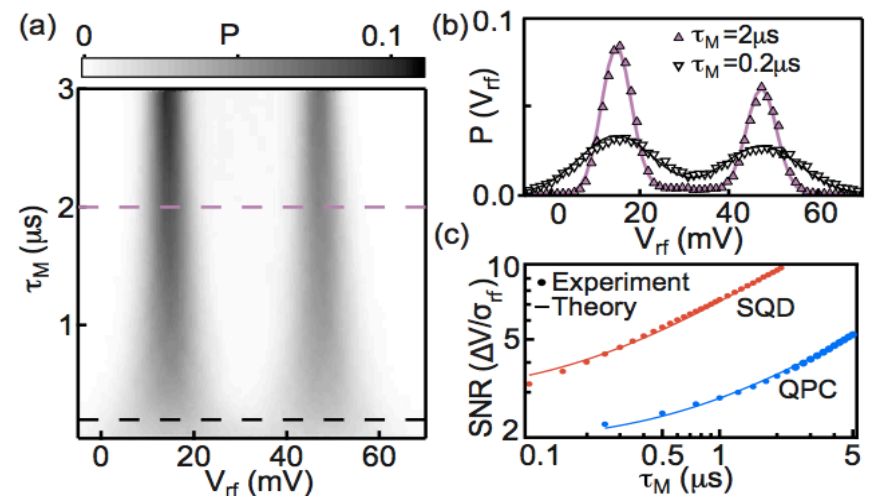 (a)
0 P 0.1
3
2
1
τM (μs)
0 20 40 60
Vrf (mV)
(b)
0.1
0.0
P (Vrf)
τM=2μs
τM=0.2μs
0 20 40 60
Vrf (mV)
(c)
10
5
2
SNR (ΔV/σrf)
Experiment
Theory
SQD
QPC
0.1 0.5 1 5
τM (μs)